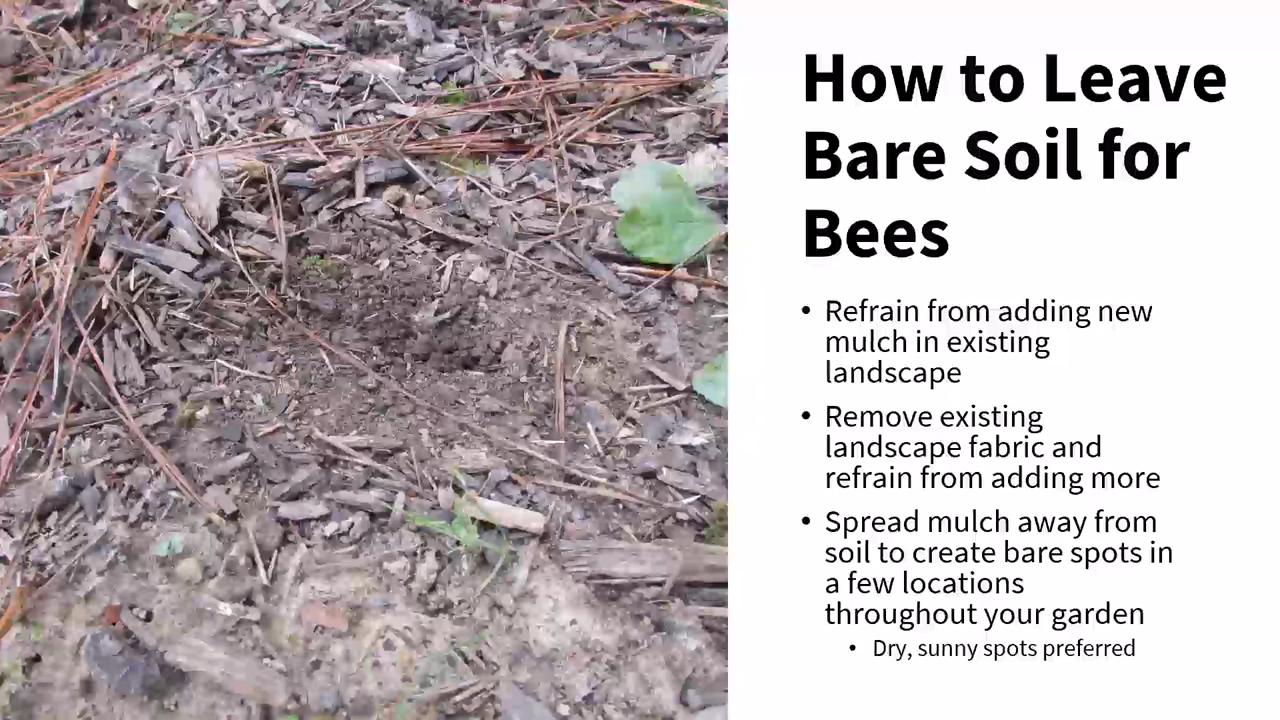 How to Leave
Bare Soil for
Bees
• Refrain from adding new
mulch in existing
landscape
• Remove existing
landscape fabric and
refrain from adding more
• Spread mulch away from
soil to create bare spots in
a few locations
throughout your garden
• Dry, sunny spots preferred